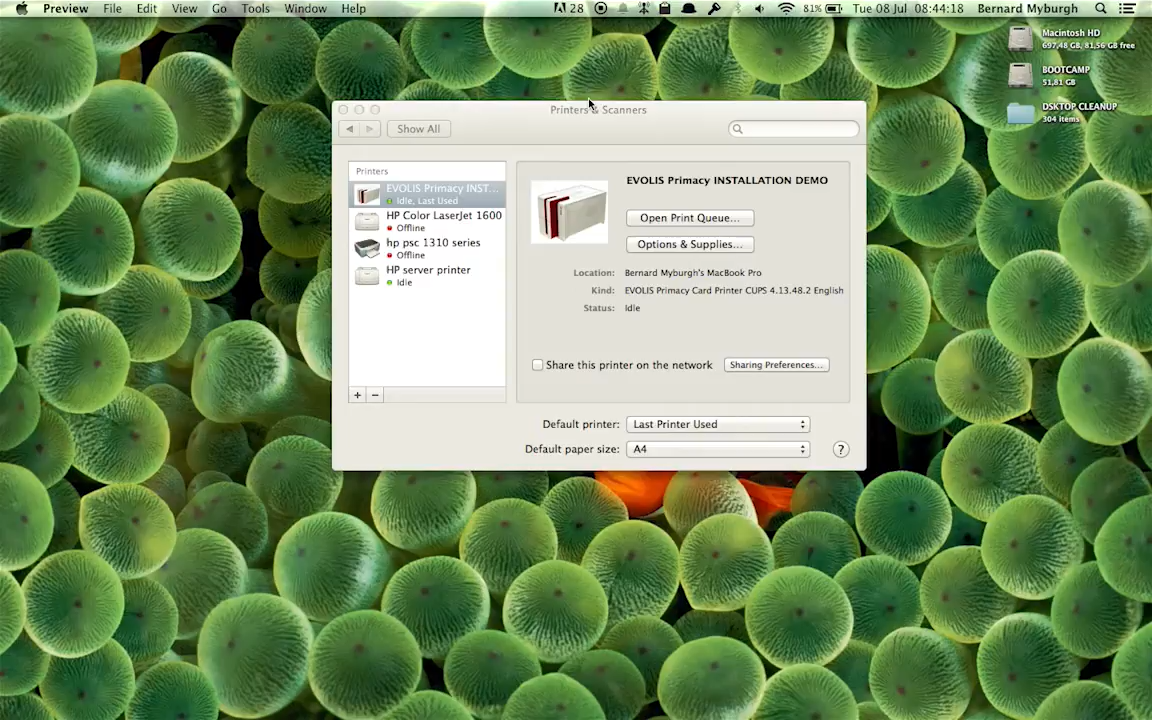 Preview File Edit View Go Tools Window Help 28 81% Tue 08 Jul 08:44:18 Bernard Myburgh
Macintosh HD
697,48 GB, 81,56 GB free
BOOTCAMP
51,81 GB
DSKTOP CLEANUP
304 items
Printers & Scanners
Show All
Printers
EVOLIS Primacy INST...
Idle, Last Used
HP Color LaserJet 1600
Offline
hp psc 1310 series
Offline
HP server printer
Idle
EVOLIS Primacy INSTALLATION DEMO
Open Print Queue...
Options & Supplies...
Location: Bernard Myburgh's MacBook Pro
Kind: EVOLIS Primacy Card Printer CUPS 4.13.48.2 English
Status: Idle
Share this printer on the network
Sharing Preferences...
Default printer: Last Printer Used
Default paper size: A4
?